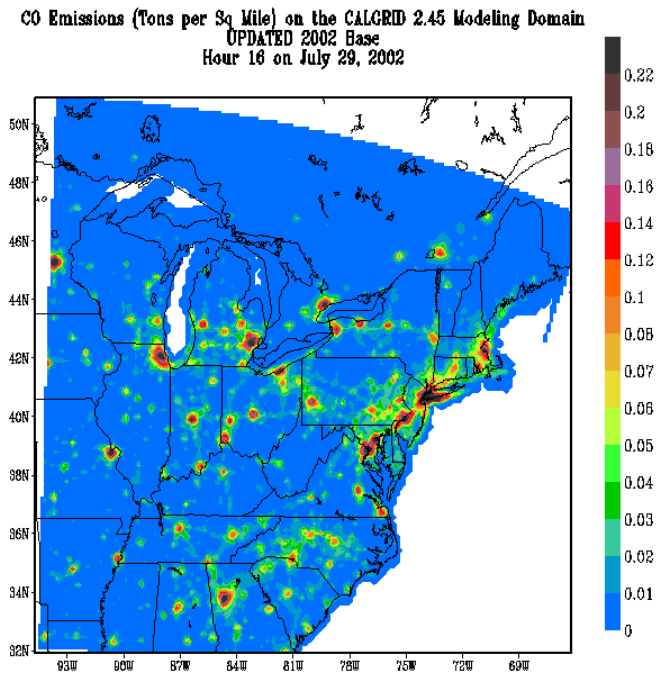 CO Emissions (Tons per Sq Mile) on the CALGRID 2.45 Modeling Domain
UPDATED 2002 Base
Hour 16 on July 29, 2002
50N
48N
46N
44N
42N
40N
38N
36N
34N
32N
93W 90W 87W 84W 81W 78W 75W 72W 69W
0.22
0.2
0.18
0.16
0.14
0.12
0.1
0.08
0.07
0.06
0.05
0.04
0.03
0.02
0.01
0